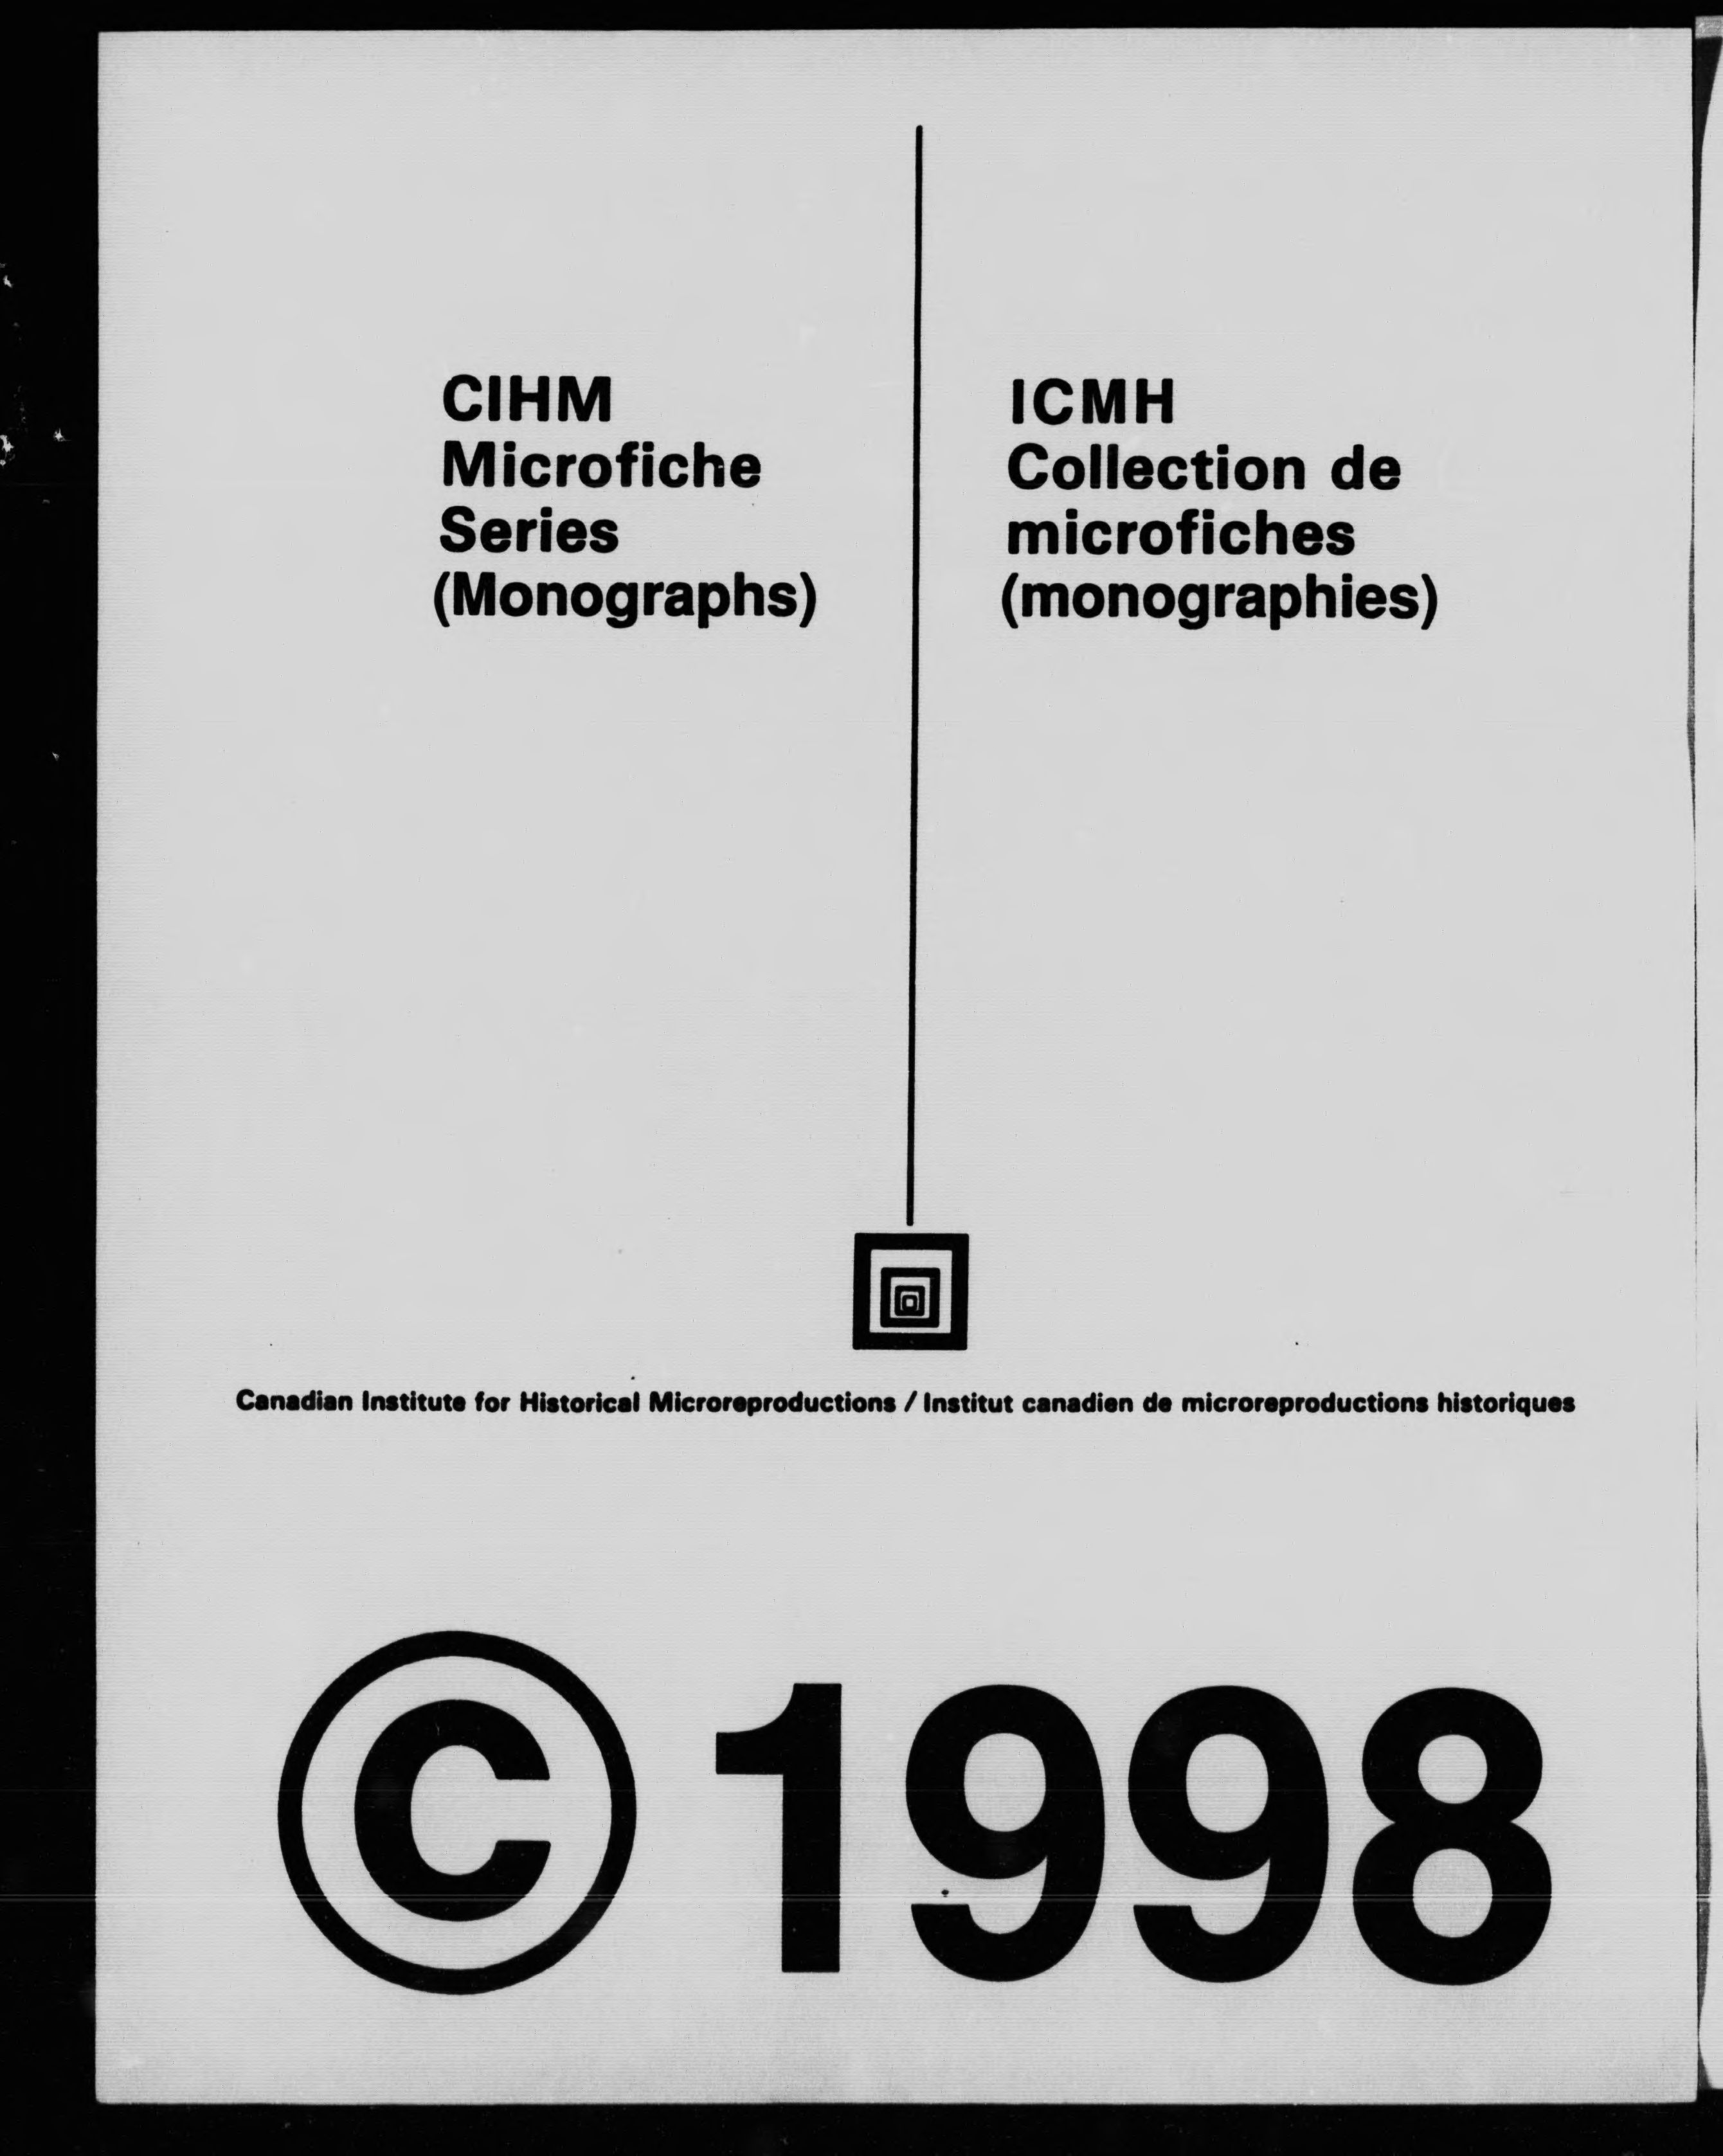 CIHM
Microfiche
Series
(Monographs)
ICMH
Collection de
microfiches
(monographies)
Canadian Institute for Historical Microreproductions / Institut canadien de microreproductions historiques
© 1998